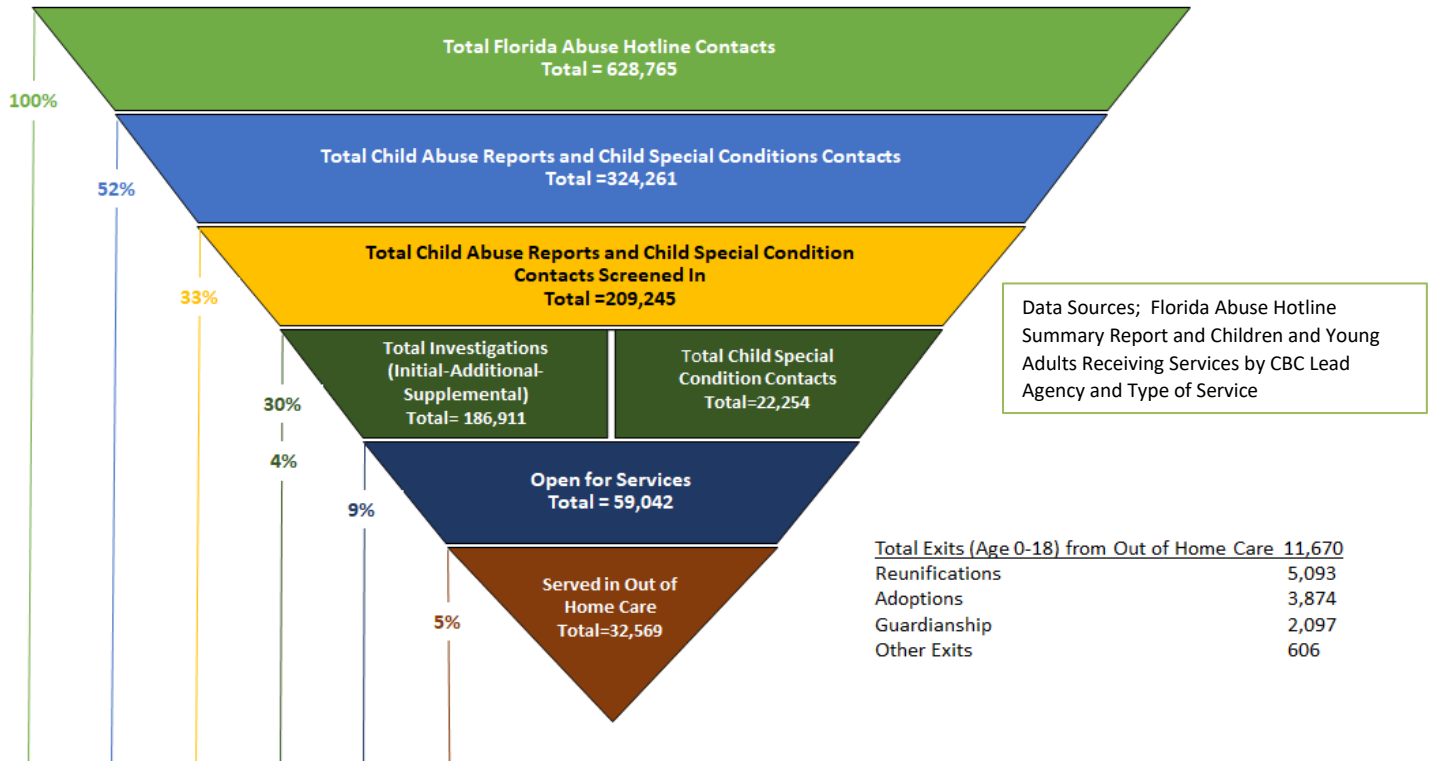 Total Florida Abuse Hotline Contacts
Total = 628,765
100%
Total Child Abuse Reports and Child Special Conditions Contacts
Total =324,261
52%
Total Child Abuse Reports and Child Special Condition
Contacts Screened In
Total =209,245
33%
Data Sources; Florida Abuse Hotline
Summary Report and Children and Young
Adults Receiving Services by CBC Lead
Agency and Type of Service
Total Investigations
(Initial-Additional-
Supplemental)
Total= 186,911
Total Child Special
Condition Contacts
Total=22,254
30%
4%
Open for Services
Total = 59,042
9%
Served in Out of
Home Care
Total=32,569
5%
Total Exits (Age 0-18) from Out of Home Care 11,670
Reunifications 5,093
Adoptions 3,874
Guardianship 2,097
Other Exits 606